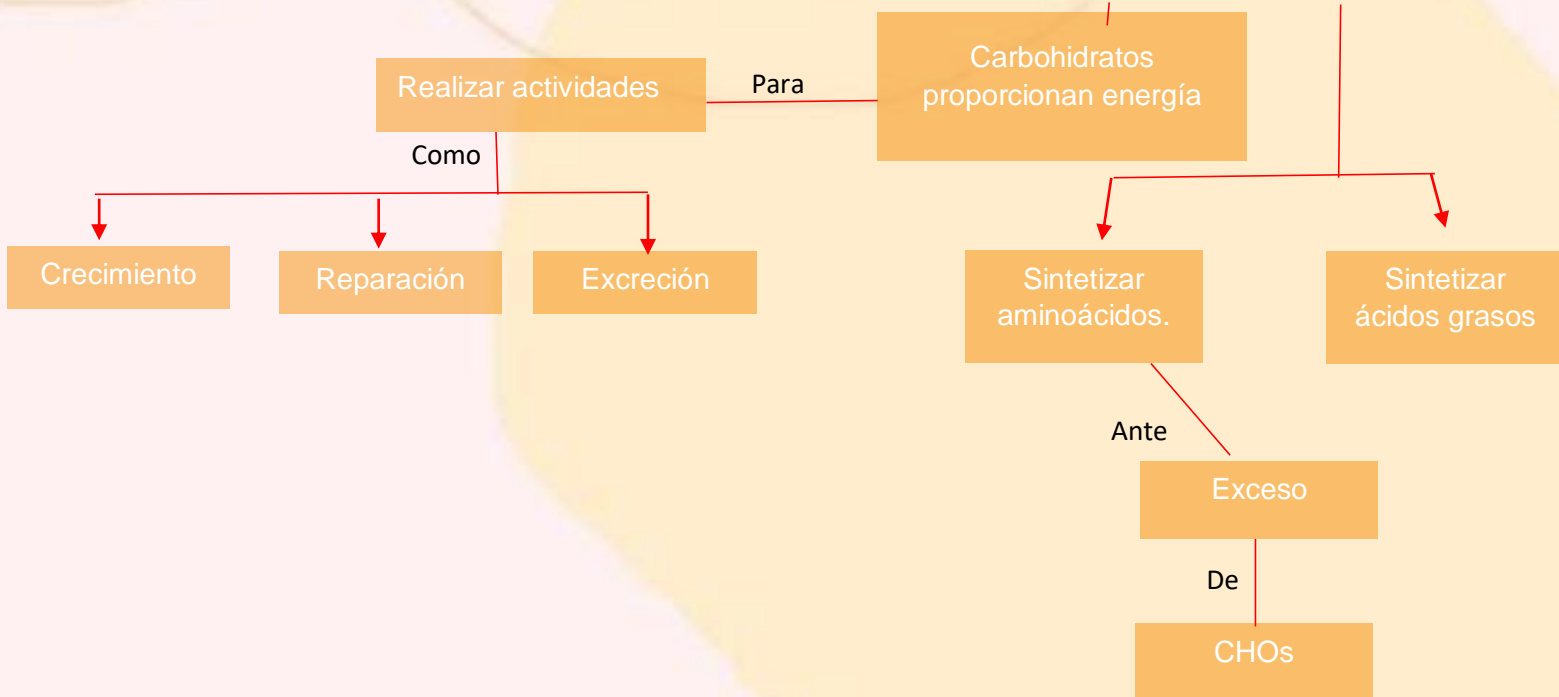 Carbohidratos
proporcionan energía
Para
Realizar actividades
Como
Crecimiento
Reparación
Excreción
Sintetizar
aminoácidos.
Sintetizar
ácidos grasos
Ante
Exceso
De
CHOs